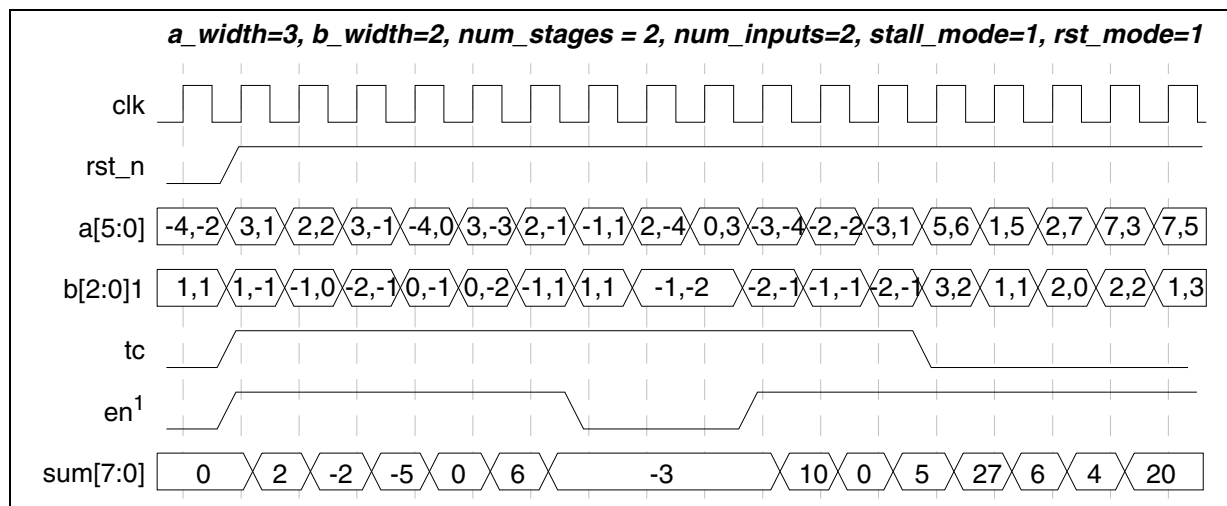 a_width=3, b_width=2, num_stages = 2, num_inputs=2, stall_mode=1, rst_mode=1
clk
rst_n
a[5:0] -4,-2 3,1 2,2 3,-1 -4,0 3,-3 2,-1 -1,1 2,-4 0,3 -3,-4 -2,-2 -3,1 5,6 1,5 2,7 7,3 7,5
b[2:0]1 1,1 1,-1 -1,0 -2,-1 0,-1 0,-2 -1,1 1,1 -1,-2 -2,-1 -1,-1 -2,-1 3,2 1,1 2,0 2,2 1,3
tc
en1
sum[7:0] 0 2 -2 -5 0 6 -3 10 0 5 27 6 4 20